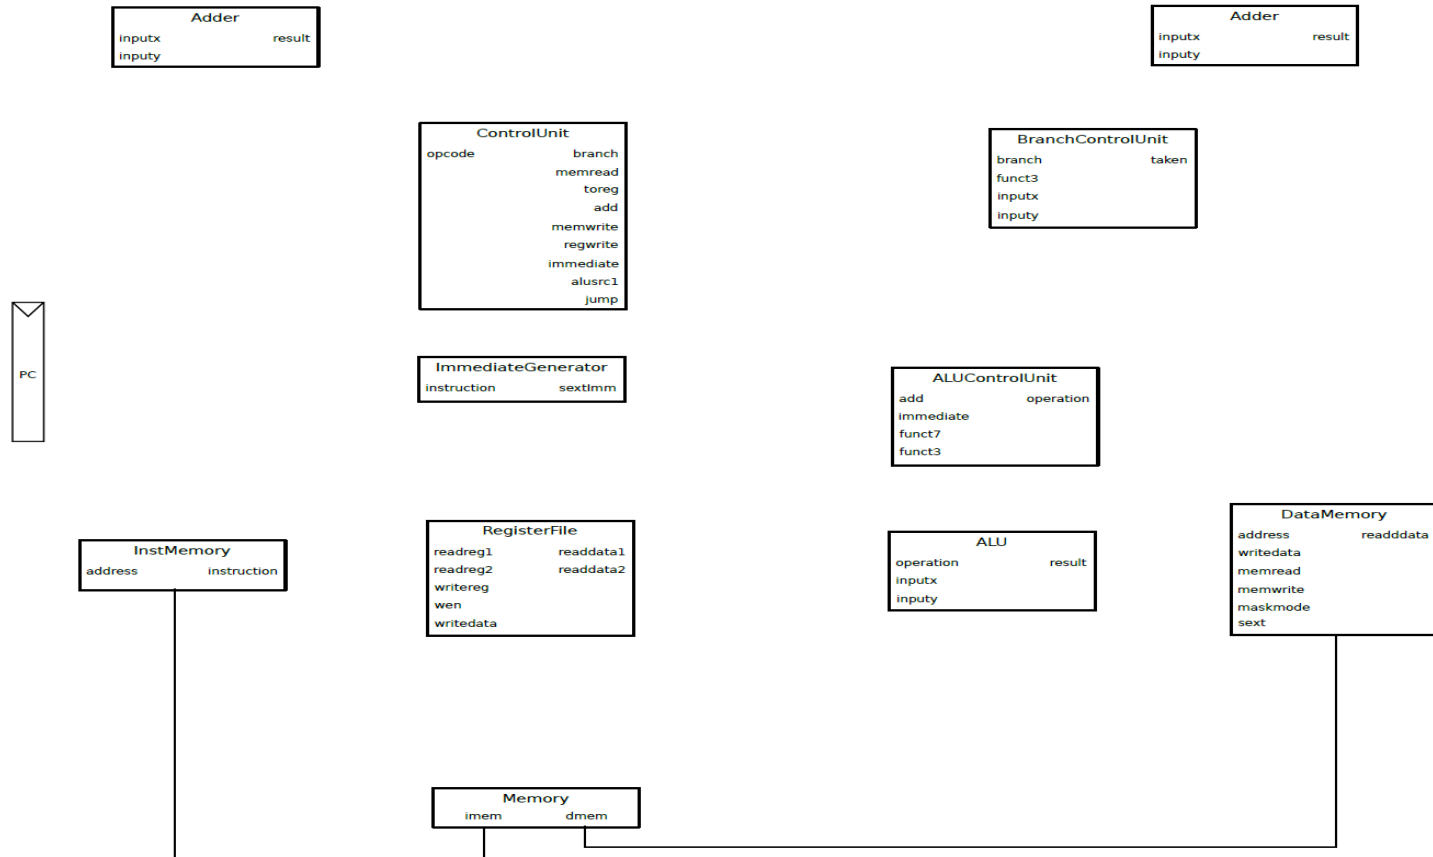 Adder
inputx result
inputy
Adder
inputx result
inputy
ControlUnit
opcode branch
memread
toreg
add
memwrite
regwrite
immediate
alusrc1
jump
BranchControlUnit
branch taken
funct3
inputx
inputy
PC
ImmediateGenerator
instruction sextImm
ALUControlUnit
add operation
immediate
funct7
funct3
InstMemory
address instruction
RegisterFile
readreg1 readdata1
readreg2 readdata2
writereg
wen
writedata
ALU
operation result
inputx
inputy
DataMemory
address readddata
writedata
memread
memwrite
maskmode
sext
Memory
imem dmem